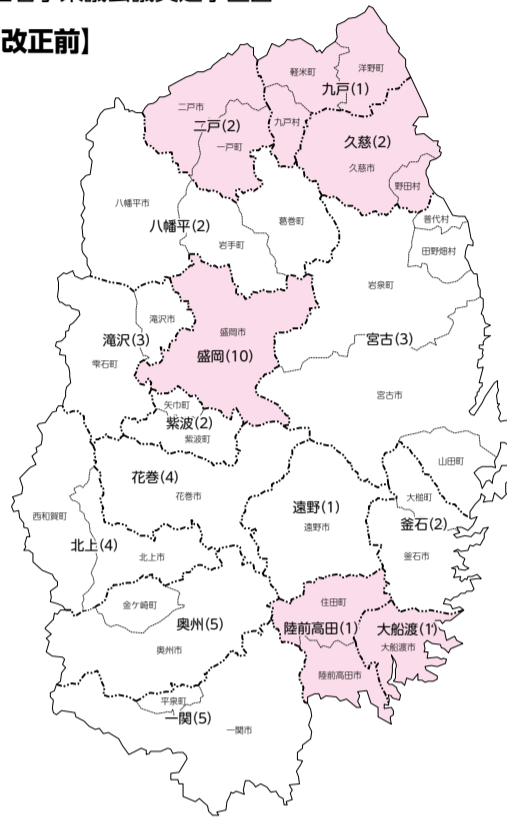 改正前】
軽米町
洋野町
九戸(1)
二戸市
二戸(2)
一戸町
九戸村
久慈(2)
久慈市
野田村
八幡平市
八幡平(2)
岩手町
葛巻町
普代村
田野畑村
岩泉町
滝沢市
滝沢(3)
雫石町
盛岡市
盛岡(10)
宮古(3)
宮古市
矢巾町
紫波(2)
紫波町
山田町
花巻(4)
花巻市
遠野(1)
遠野市
大槌町
釜石(2)
釜石市
西和賀町
北上(4)
北上市
金ケ崎町
奥州(5)
奥州市
住田町
陸前高田(1)
陸前高田市
大船渡(1)
大船渡市
平泉町
一関(5)
一関市